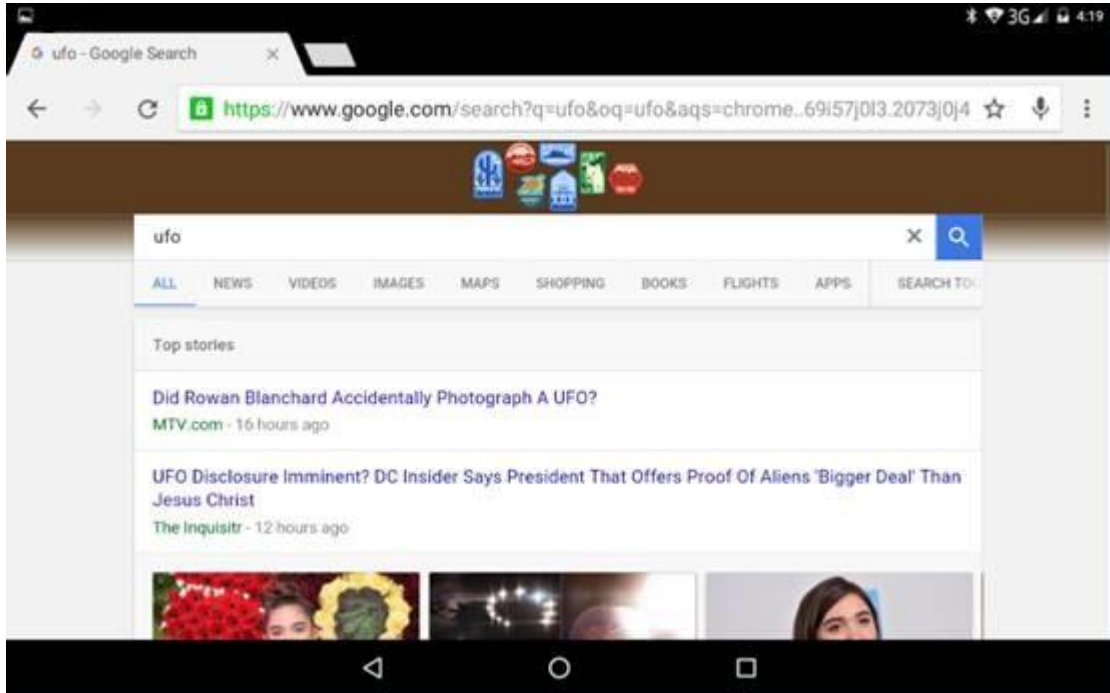 3G 4:19
ufo - Google Search
https://www.google.com/search?q=ufo&oq=ufo&aqs=chrome..69i57j0l3.2073j0j4
ufo
ALL NEWS VIDEOS IMAGES MAPS SHOPPING BOOKS FLIGHTS APPS SEARCH TOO
Top stories
Did Rowan Blanchard Accidentally Photograph A UFO?
MTV.com - 16 hours ago
UFO Disclosure Imminent? DC Insider Says President That Offers Proof Of Aliens 'Bigger Deal' Than
Jesus Christ
The Inquisitr - 12 hours ago